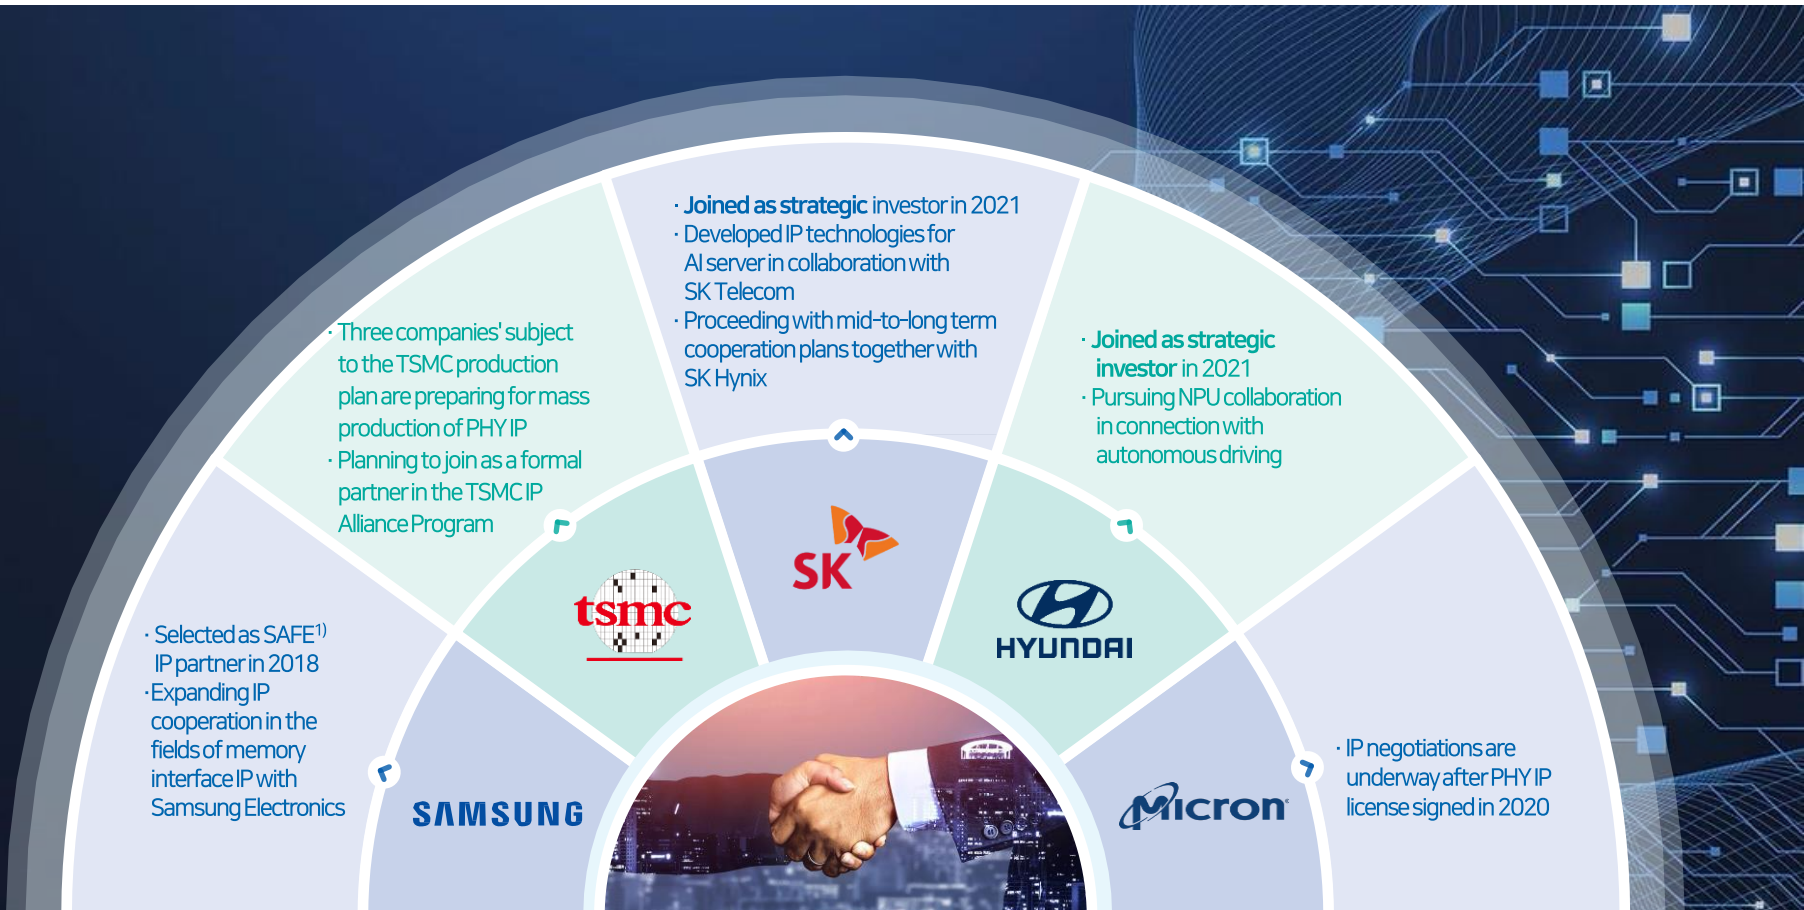 · Joined as strategic investor in 2021
· Developed IP technologies for
AI server in collaboration with
SK Telecom
· Proceeding with mid-to-long term
cooperation plans together with
SK Hynix
· Three companies' subject
to the TSMC production
plan are preparing for mass
production of PHY IP
· Planning to join as a formal
partner in the TSMC IP
Alliance Program
· Joined as strategic
investor in 2021
· Pursuing NPU collaboration
in connection with
autonomous driving
SK
tsmc
HYUNDAI
· Selected as SAFE1)
IP partner in 2018
· Expanding IP
cooperation in the
fields of memory
interface IP with
Samsung Electronics
SAMSUNG
Micron
· IP negotiations are
underway after PHY IP
license signed in 2020